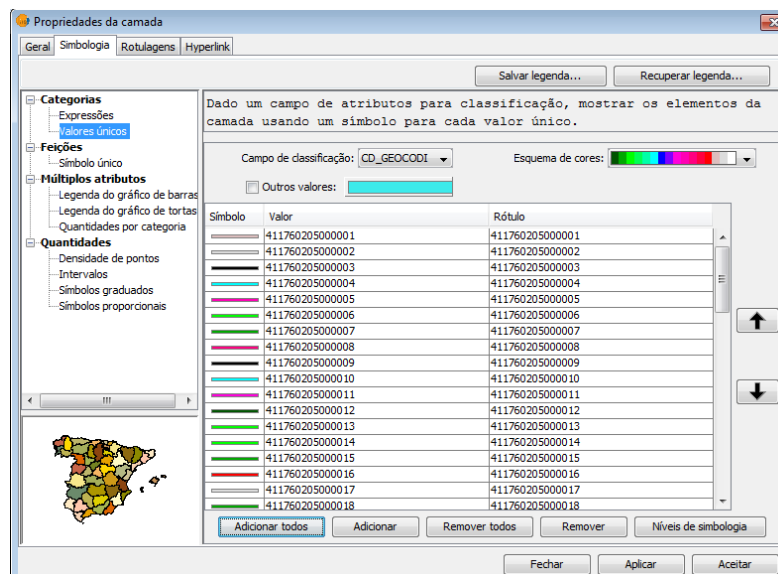 Propriedades da camada
Geral Simbologia Rotulagens Hyperlink
Salvar legenda... Recuperar legenda...
Categorias
Expressões
Valores únicos
Feições
Símbolo único
Múltiplos atributos
Legenda do gráfico de barras
Legenda do gráfico de tortas
Quantidades por categoria
Quantidades
Densidade de pontos
Intervalos
Símbolos graduados
Símbolos proporcionais
Dado um campo de atributos para classificação, mostrar os elementos da
camada usando um símbolo para cada valor único.
Campo de classificação: CD_GEOCODI Esquema de cores:
Outros valores:
Símbolo Valor Rótulo
411760205000001 411760205000001
411760205000002 411760205000002
411760205000003 411760205000003
411760205000004 411760205000004
411760205000005 411760205000005
411760205000006 411760205000006
411760205000007 411760205000007
411760205000008 411760205000008
411760205000009 411760205000009
411760205000010 411760205000010
411760205000011 411760205000011
411760205000012 411760205000012
411760205000013 411760205000013
411760205000014 411760205000014
411760205000015 411760205000015
411760205000016 411760205000016
411760205000017 411760205000017
411760205000018 411760205000018
Adicionar todos Adicionar Remover todos Remover Níveis de simbologia
Fechar Aplicar Aceitar